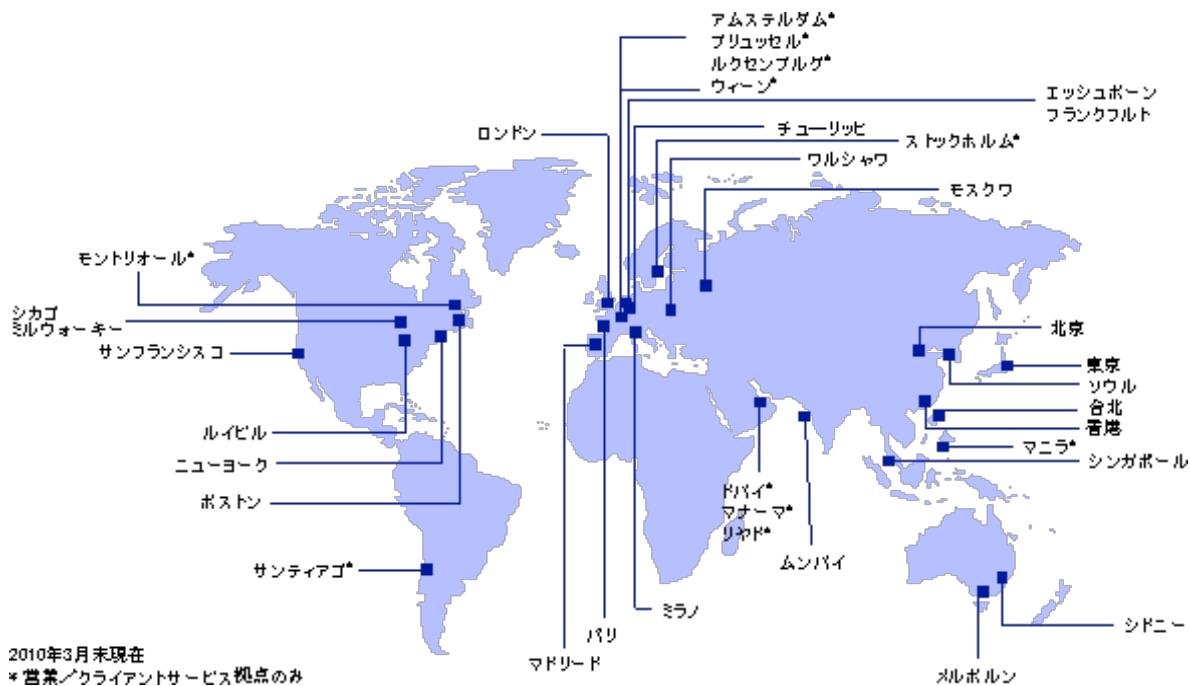 アムステルダム*
ブリュッセル*
ルクセンブルグ*
ウィーン*
エッシュボーン
フランクフルト
チューリッヒ
ロンドン
ストックホルム*
ワルシャワ
モスクワ
モントリオール*
シカゴ
ミルウォーキー
サンフランシスコ
北京
東京
ソウル
台北
香港
マニラ*
シンガポール
ルイビル
ニューヨーク
ボストン
ドバイ*
マナーマ*
リヤド*
ムンバイ
サンティアゴ*
ミラノ
パリ
シドニー
マドリード
メルボルン
2010年3月末現在
* 営業/クライアントサービス拠点のみ